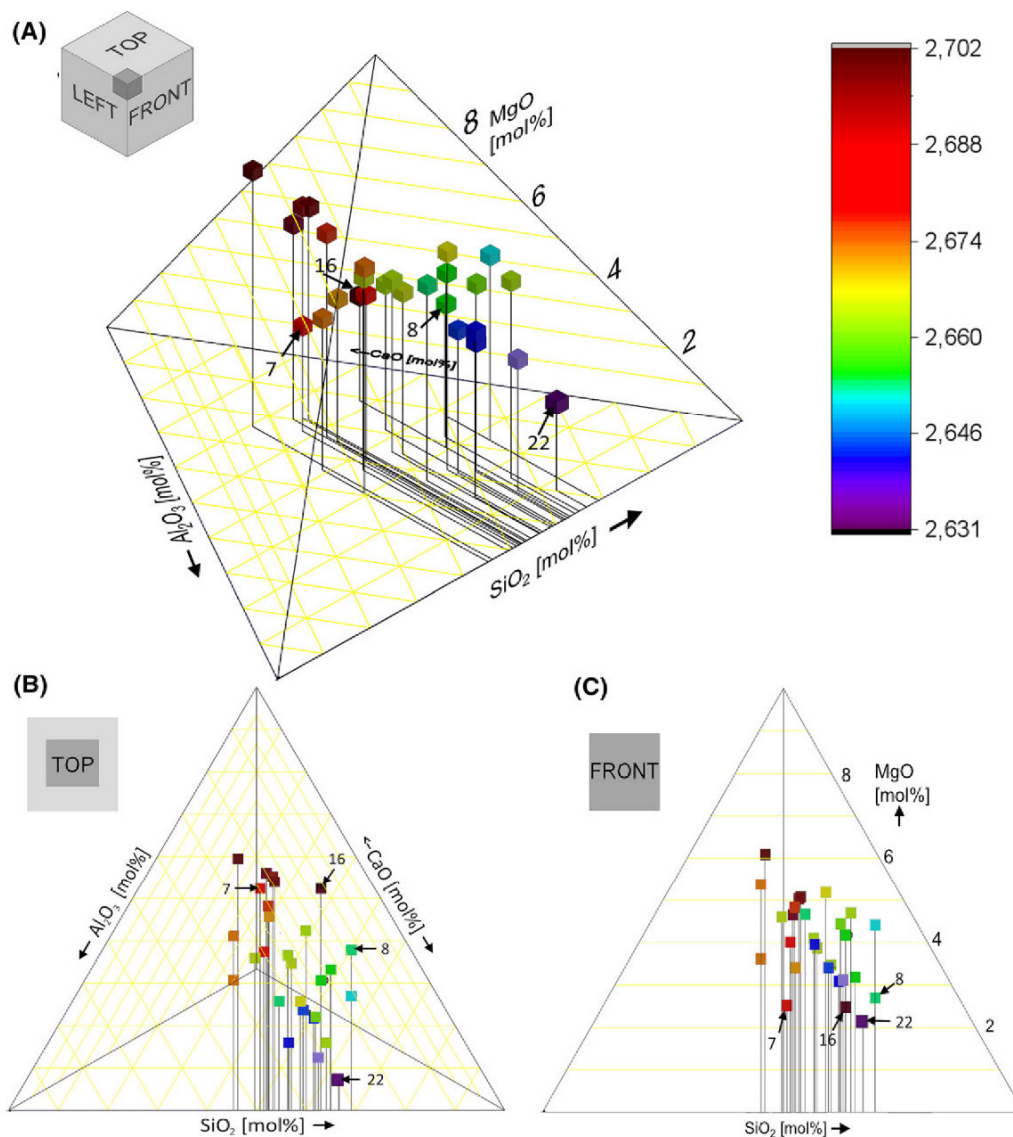 (A)
TOP
LEFT
FRONT
8 MgO
[mol%]
6
4
2
16
8
7
<--CaO [mol%]
22
Al₂O₃ [mol%]
SiO₂ [mol%]
2,702
2,688
2,674
2,660
2,646
2,631
(B)
TOP
16
7
8
22
Al₂O₃ [mol%]
<-CaO [mol%]
SiO₂ [mol%]
(C)
FRONT
8
MgO
[mol%]
6
4
2
8
7
16
22
SiO₂ [mol%]